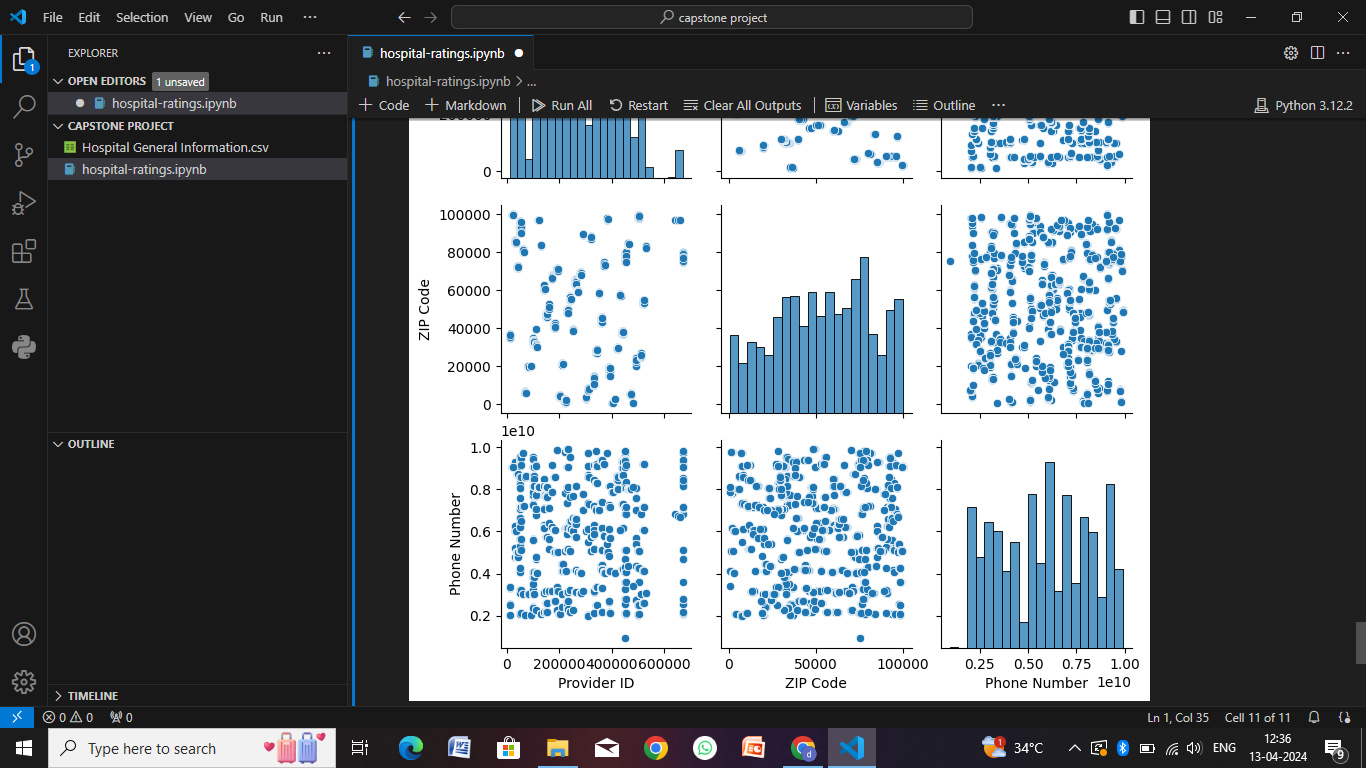 File Edit Selection View Go Run ···
capstone project
EXPLORER ···
OPEN EDITORS 1 unsaved
hospital-ratings.ipynb
CAPSTONE PROJECT
Hospital General Information.csv
hospital-ratings.ipynb
OUTLINE
TIMELINE
1
hospital-ratings.ipynb
hospital-ratings.ipynb > ...
+ Code + Markdown Run All Restart Clear All Outputs Variables Outline ··· Python 3.12.2
0
100000
80000
60000
40000
20000
0
ZIP Code
1e10
1.0
0.8
0.6
0.4
0.2
Phone Number
0 200000 400000 600000
Provider ID
0 50000 100000
ZIP Code
0.25 0.50 0.75 1.00
Phone Number 1e10
0 0 0
Ln 1, Col 35 Cell 11 of 11
Type here to search
34°C
ENG
12:36
13-04-2024
9